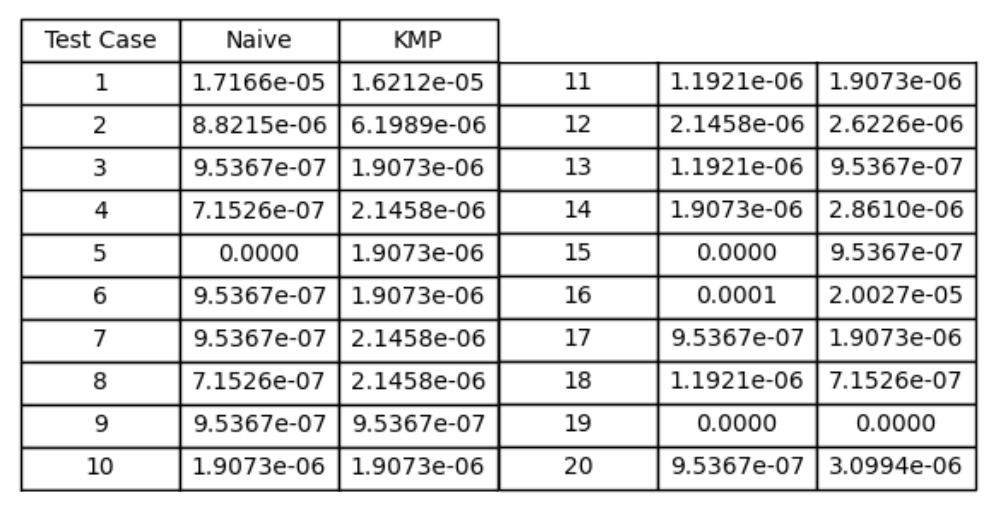 Test Case Naive KMP
1 1.7166e-05 1.6212e-05 11 1.1921e-06 1.9073e-06
2 8.8215e-06 6.1989e-06 12 2.1458e-06 2.6226e-06
3 9.5367e-07 1.9073e-06 13 1.1921e-06 9.5367e-07
4 7.1526e-07 2.1458e-06 14 1.9073e-06 2.8610e-06
5 0.0000 1.9073e-06 15 0.0000 9.5367e-07
6 9.5367e-07 1.9073e-06 16 0.0001 2.0027e-05
7 9.5367e-07 2.1458e-06 17 9.5367e-07 1.9073e-06
8 7.1526e-07 2.1458e-06 18 1.1921e-06 7.1526e-07
9 9.5367e-07 9.5367e-07 19 0.0000 0.0000
10 1.9073e-06 1.9073e-06 20 9.5367e-07 3.0994e-06